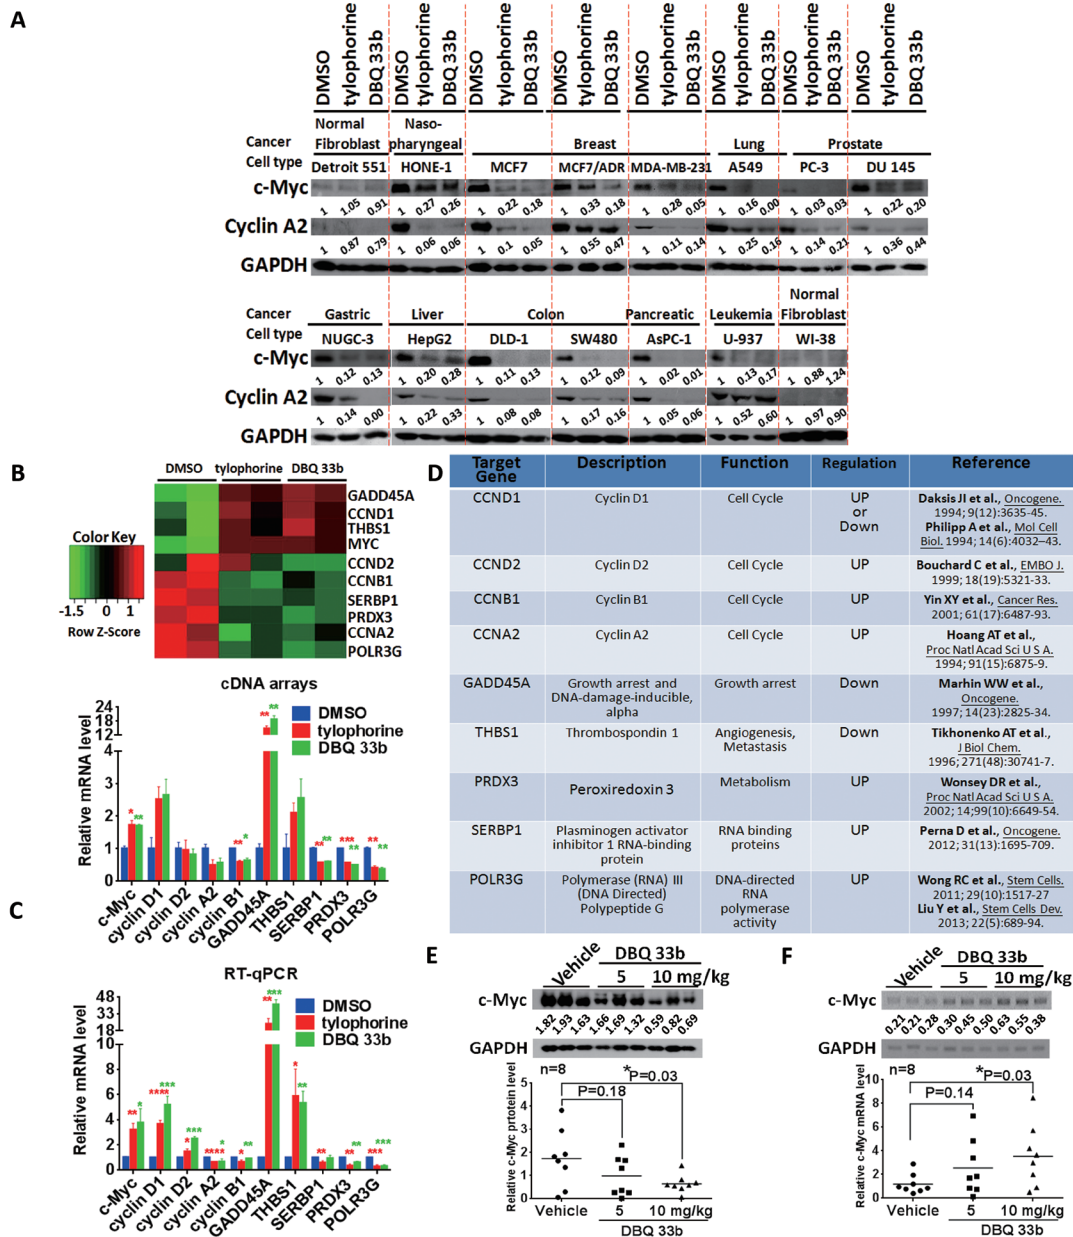 A
DMSO tylophorine DBQ 33b DMSO tylophorine DBQ 33b DMSO tylophorine DBQ 33b DMSO tylophorine DBQ 33b DMSO tylophorine DBQ 33b DMSO tylophorine DBQ 33b DMSO tylophorine DBQ 33b DMSO tylophorine DBQ 33b
Normal Naso-
Cancer Fibroblast pharyngeal Breast Lung Prostate
Cell type Detroit 551 HONE-1 MCF7 MCF7/ADR MDA-MB-231 A549 PC-3 DU 145
c-Myc
1 1.05 0.91 1 0.27 0.26 1 0.22 0.18 1 0.33 0.18 1 0.28 0.05 1 0.16 0.00 1 0.03 0.03 1 0.22 0.20
Cyclin A2
1 0.87 0.79 1 0.06 0.06 1 0.1 0.05 1 0.55 0.47 1 0.11 0.14 1 0.25 0.16 1 0.14 0.21 1 0.36 0.44
GAPDH
Normal
Cancer Gastric Liver Colon Pancreatic Leukemia Fibroblast
Cell type NUGC-3 HepG2 DLD-1 SW480 AsPC-1 U-937 WI-38
c-Myc
1 0.12 0.13 1 0.20 0.28 1 0.11 0.13 1 0.12 0.09 1 0.02 0.01 1 0.13 0.17 1 0.88 1.24
Cyclin A2
1 0.14 0.00 1 0.22 0.33 1 0.08 0.08 1 0.17 0.16 1 0.05 0.06 1 0.52 0.60 1 0.97 0.90
GAPDH
B
DMSO tylophorine DBQ 33b
GADD45A
CCND1
THBS1
MYC
CCND2
CCNB1
SERBP1
PRDX3
CCNA2
POLR3G
Color Key
-1.5 0 1
Row Z-Score
cDNA arrays
DMSO
tylophorine
DBQ 33b
Relative mRNA level
24
18
12
4
3
2
1
0
* ** ** * ** ** ** ** *** ** ** **
c-Myc cyclin D1 cyclin D2 cyclin A2 cyclin B1 GADD45A THBS1 SERBP1 PRDX3 POLR3G
C
RT-qPCR
DMSO
tylophorine
DBQ 33b
Relative mRNA level
48
33
18
10
8
6
4
2
0
** * **** *** * *** **** * * ** ** *** * ** ** ** ** *** ***
c-Myc cyclin D1 cyclin D2 cyclin A2 cyclin B1 GADD45A THBS1 SERBP1 PRDX3 POLR3G
D
Target Gene Description Function Regulation Reference
CCND1 Cyclin D1 Cell Cycle UP or Down Daksis JI et al., Oncogene. 1994; 9(12):3635-45. Philipp A et al., Mol Cell Biol. 1994; 14(6):4032–43.
CCND2 Cyclin D2 Cell Cycle UP Bouchard C et al., EMBO J. 1999; 18(19):5321-33.
CCNB1 Cyclin B1 Cell Cycle UP Yin XY et al., Cancer Res. 2001; 61(17):6487-93.
CCNA2 Cyclin A2 Cell Cycle UP Hoang AT et al., Proc Natl Acad Sci U S A. 1994; 91(15):6875-9.
GADD45A Growth arrest and DNA-damage-inducible, alpha Growth arrest Down Marhin WW et al., Oncogene. 1997; 14(23):2825-34.
THBS1 Thrombospondin 1 Angiogenesis, Metastasis Down Tikhonenko AT et al., J Biol Chem. 1996; 271(48):30741-7.
PRDX3 Peroxiredoxin 3 Metabolism UP Wonsey DR et al., Proc Natl Acad Sci U S A. 2002; 14;99(10):6649-54.
SERBP1 Plasminogen activator inhibitor 1 RNA-binding protein RNA binding proteins UP Perna D et al., Oncogene. 2012; 31(13):1695-709.
POLR3G Polymerase (RNA) III (DNA Directed) Polypeptide G DNA-directed RNA polymerase activity UP Wong RC et al., Stem Cells. 2011; 29(10):1517-27 Liu Y et al., Stem Cells Dev. 2013; 22(5):689-94.
E
Vehicle DBQ 33b
5 10 mg/kg
c-Myc
1.82 1.93 1.63 1.66 1.69 1.32 0.59 0.82 0.69
GAPDH
n=8 *P=0.03
P=0.18
Relative c-Myc protein level
5
4
3
2
1
0
Vehicle 5 10 mg/kg
DBQ 33b
F
Vehicle DBQ 33b
5 10 mg/kg
c-Myc
0.21 0.21 0.28 0.30 0.45 0.50 0.63 0.55 0.38
GAPDH
n=8 *P=0.03
P=0.14
Relative c-Myc mRNA level
10
8
6
4
2
0
Vehicle 5 10 mg/kg
DBQ 33b